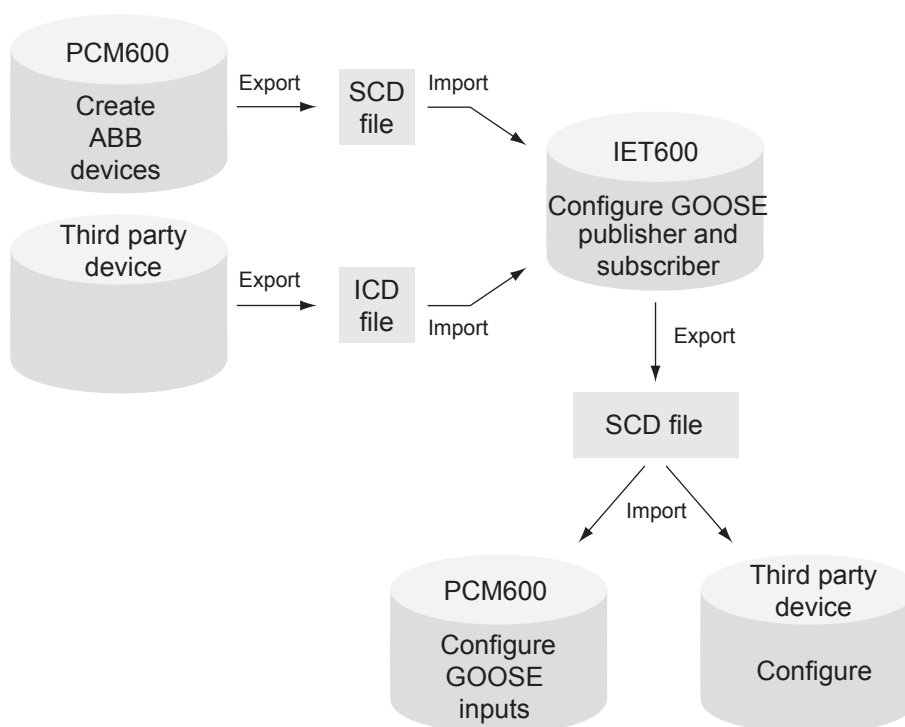 PCM600
Create
ABB
devices
Export
SCD
file
Import
Third party
device
Export
ICD
file
Import
IET600
Configure GOOSE
publisher and
subscriber
Export
SCD file
Import
PCM600
Configure
GOOSE
inputs
Third party
device
Configure